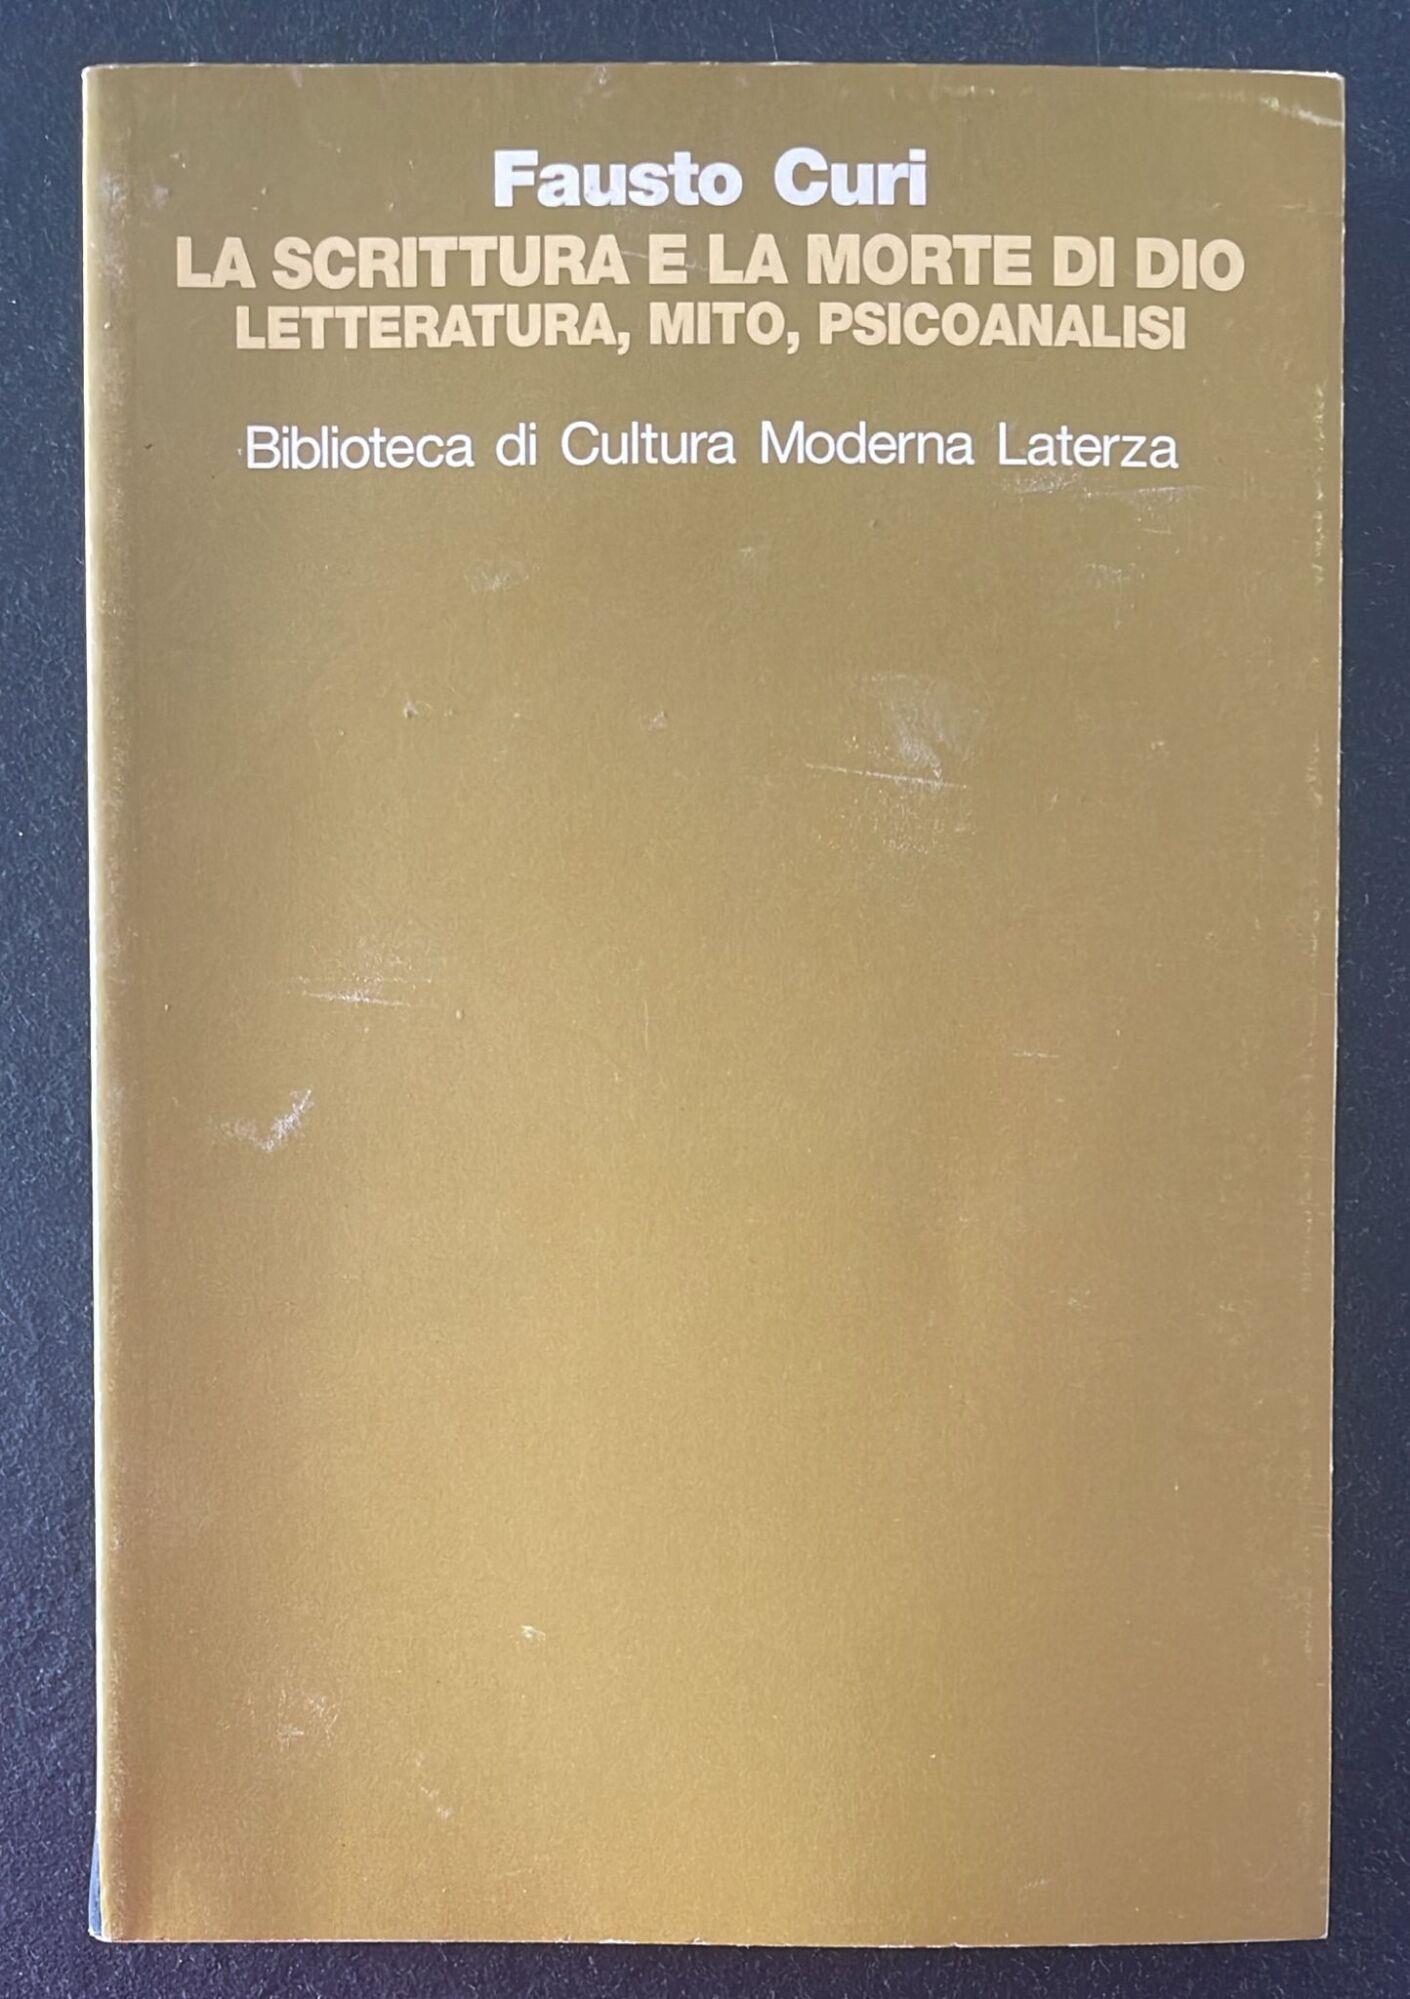 Fausto Curi
LA SCRITTURA E LA MORTE DI DIO
LETTERATURA, MITO, PSICOANALISI
Biblioteca di Cultura Moderna Laterza